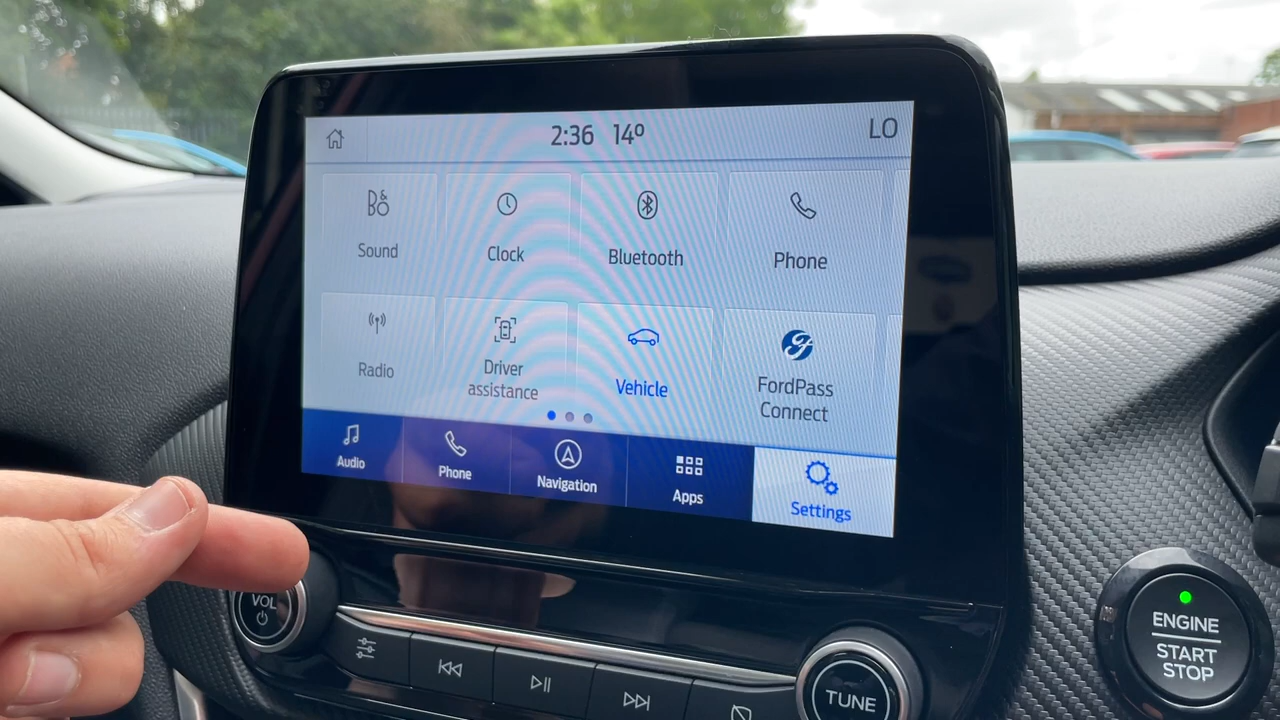 2:36 14º
LO
B&O
Sound
Clock
Bluetooth
Phone
Radio
Driver
assistance
Vehicle
FordPass
Connect
Audio
Phone
Navigation
Apps
Settings
VOL
TUNE
ENGINE
START
STOP